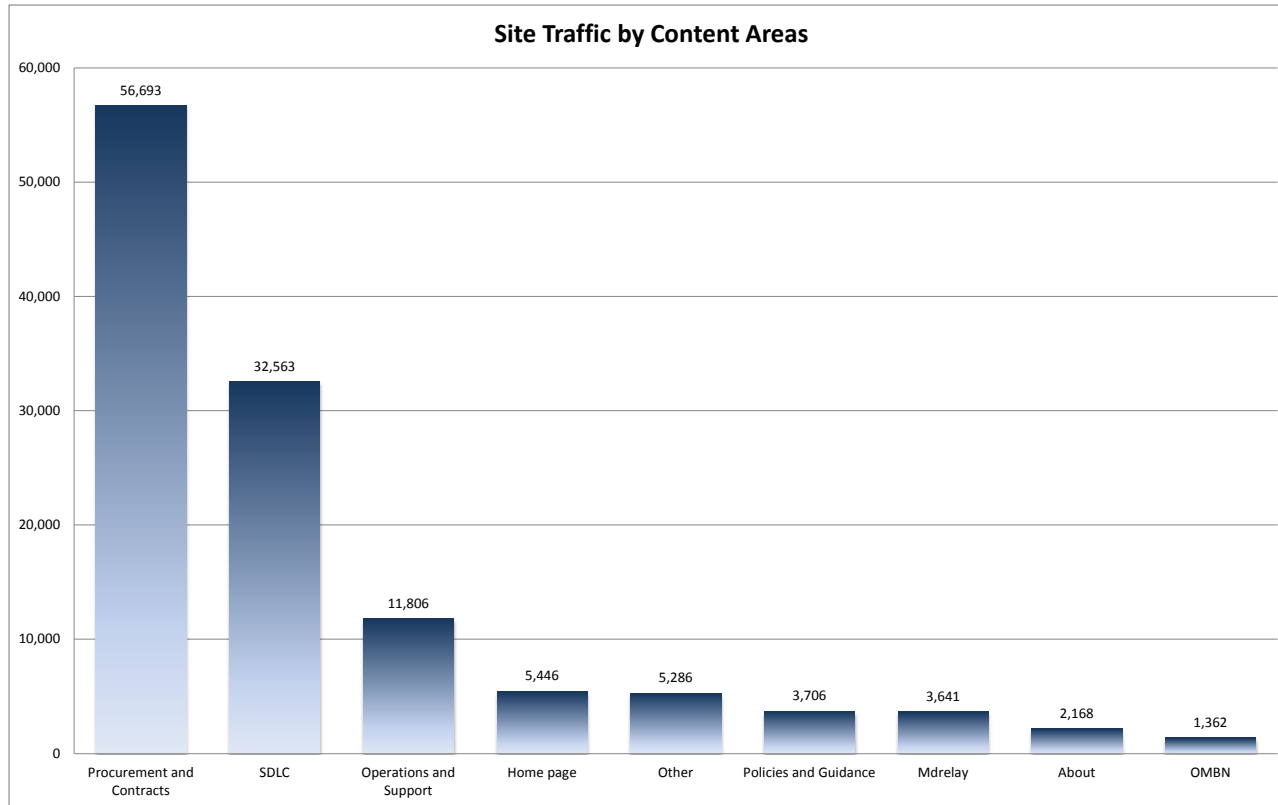 Site Traffic by Content Areas
60,000
50,000
40,000
30,000
20,000
10,000
0
56,693
32,563
11,806
5,446
5,286
3,706
3,641
2,168
1,362
Procurement and
Contracts
SDLC
Operations and
Support
Home page
Other
Policies and Guidance
Mdrelay
About
OMBN